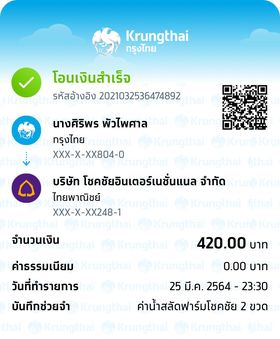 Krungthai
กรุงไทย
โอนเงินสำเร็จ
รหัสอ้างอิง 2021032536474892
นางศิริพร พัวไพศาล
กรุงไทย
XXX-X-XX804-0
บริษัท โชคชัยอินเตอร์เนชั่นแนล จำกัด
ไทยพาณิชย์
XXX-X-XX248-1
จำนวนเงิน 420.00 บาท
ค่าธรรมเนียม 0.00 บาท
วันที่ทำรายการ 25 มี.ค. 2564 - 23:30
บันทึกช่วยจำ ค่าน้ำสลัดฟาร์มโชคชัย 2 ขวด